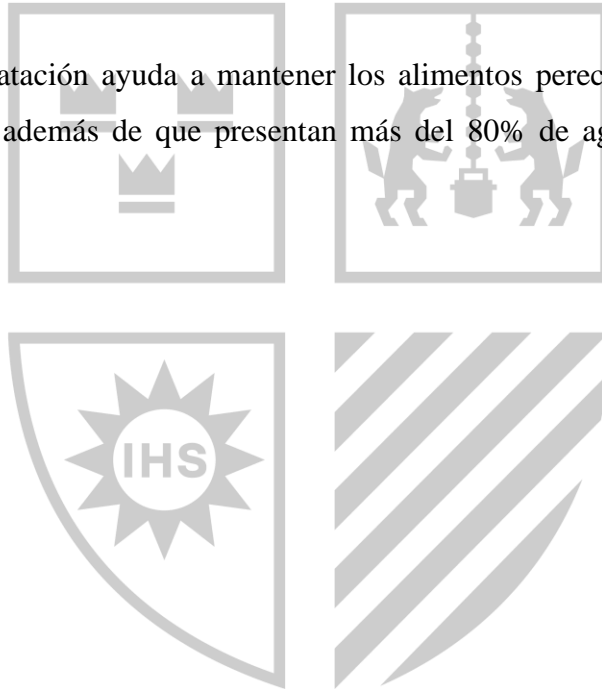 atación ayuda a mantener los alimentos perec
además de que presentan más del 80% de ag
IHS